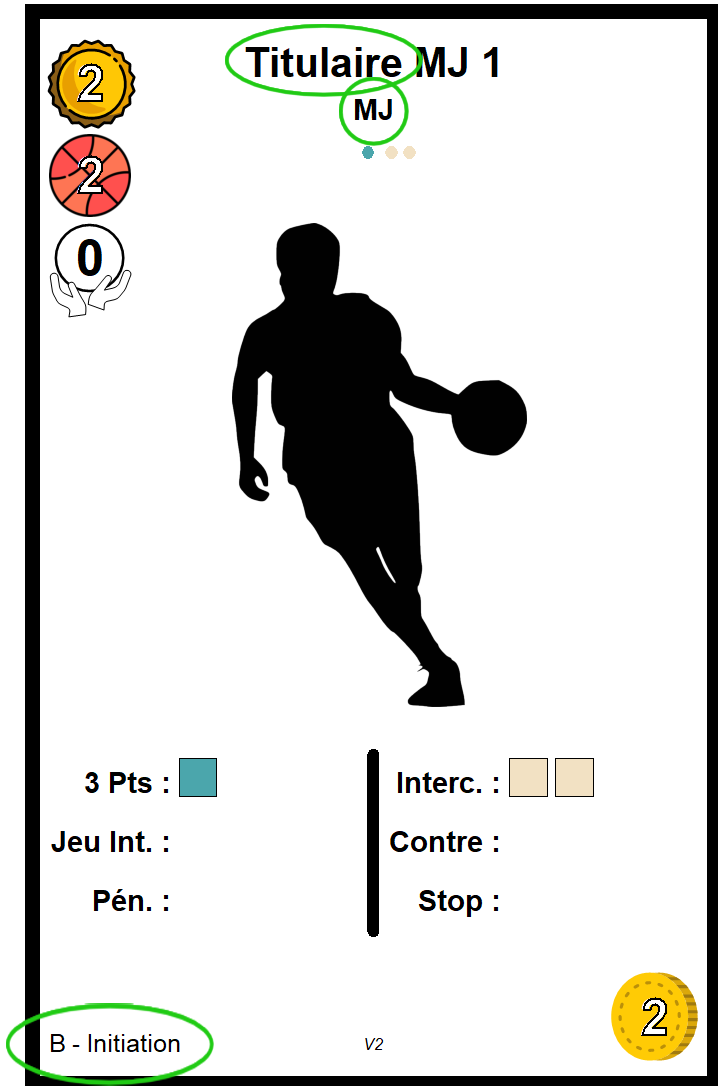 Titulaire MJ 1
MJ
2
2
0
3 Pts :
Jeu Int. :
Pén. :
Interc. :
Contre :
Stop :
2
B - Initiation
V2